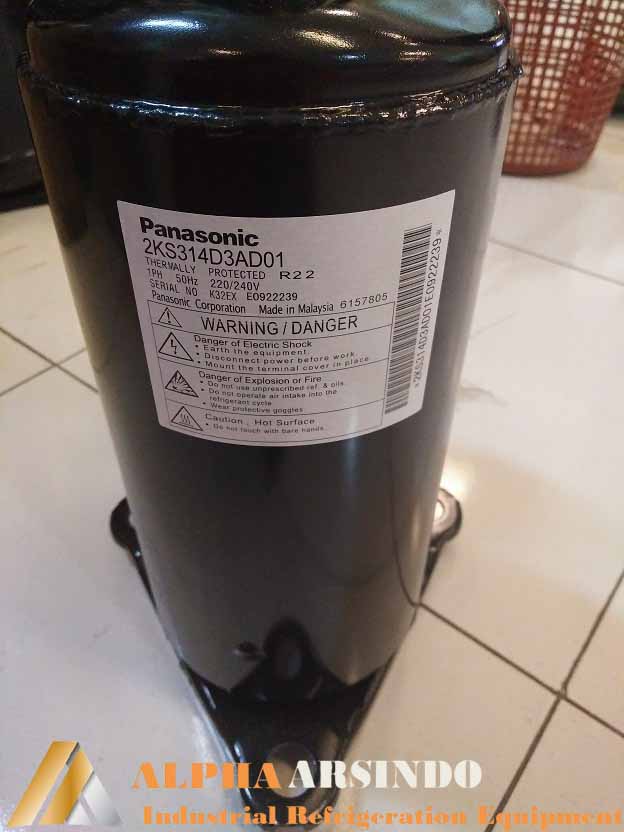 Panasonic
2KS314D3AD01
THERMALLY PROTECTED R22
1PH 50Hz 220/240V
SERIAL NO K32EX E0922239
Panasonic Corporation Made in Malaysia 6157805
WARNING / DANGER
Danger of Electric Shock
• Earth the equipment.
• Disconnect power before work.
• Mount the terminal cover in place.
Danger of Explosion or Fire
• Do not use unprescribed ref. & oils.
• Do not operate air intake into the
refrigerant cycle.
• Wear protective goggles
Caution, Hot Surface
• Do not touch with bare hands.
*2KS314D3AD01E0922239*
ALPHA ARSINDO
Industrial Refrigeration Equipment